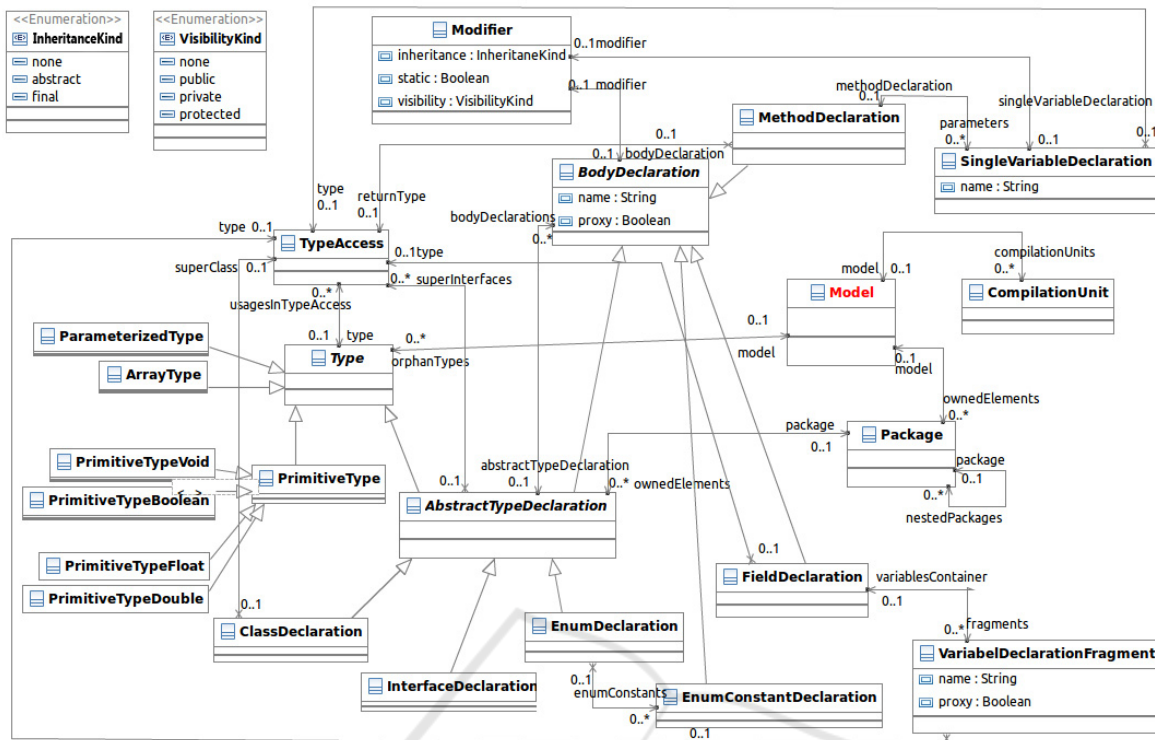 <<Enumeration>>
InheritanceKind
none
abstract
final
<<Enumeration>>
VisibilityKind
none
public
private
protected
Modifier
inheritance : InheritaneKind
static : Boolean
visibility : VisibilityKind
0..1modifier
0..1 modifier
methodDeclaration
0..1
singleVariableDeclaration
parameters
0..*
0..1
0..1
MethodDeclaration
0..1
SingleVariableDeclaration
name : String
0..1 bodyDeclaration
BodyDeclaration
name : String
proxy : Boolean
type
0..1
returnType
0..1
bodyDeclarations
0..*
type 0..1
TypeAccess
0..1type
superClass
0..1
0..* superInterfaces
0..*
usagesInTypeAccess
compilationUnits
model 0..1
0..*
Model
CompilationUnit
ParameterizedType
0..1 type
0..*
orphanTypes
0..1
model
Type
ArrayType
0..1
model
ownedElements
0..*
package
0..1
Package
package
0..1
0..*
nestedPackages
PrimitiveTypeVoid
PrimitiveType
< >
PrimitiveTypeBoolean
abstractTypeDeclaration
0..1
0..1
0..* ownedElements
AbstractTypeDeclaration
PrimitiveTypeFloat
PrimitiveTypeDouble
0..1
0..1
FieldDeclaration
variablesContainer
0..1
ClassDeclaration
EnumDeclaration
fragments
0..*
InterfaceDeclaration
0..1
enumConstants
0..*
EnumConstantDeclaration
0..1
VariabelDeclarationFragment
name : String
proxy : Boolean